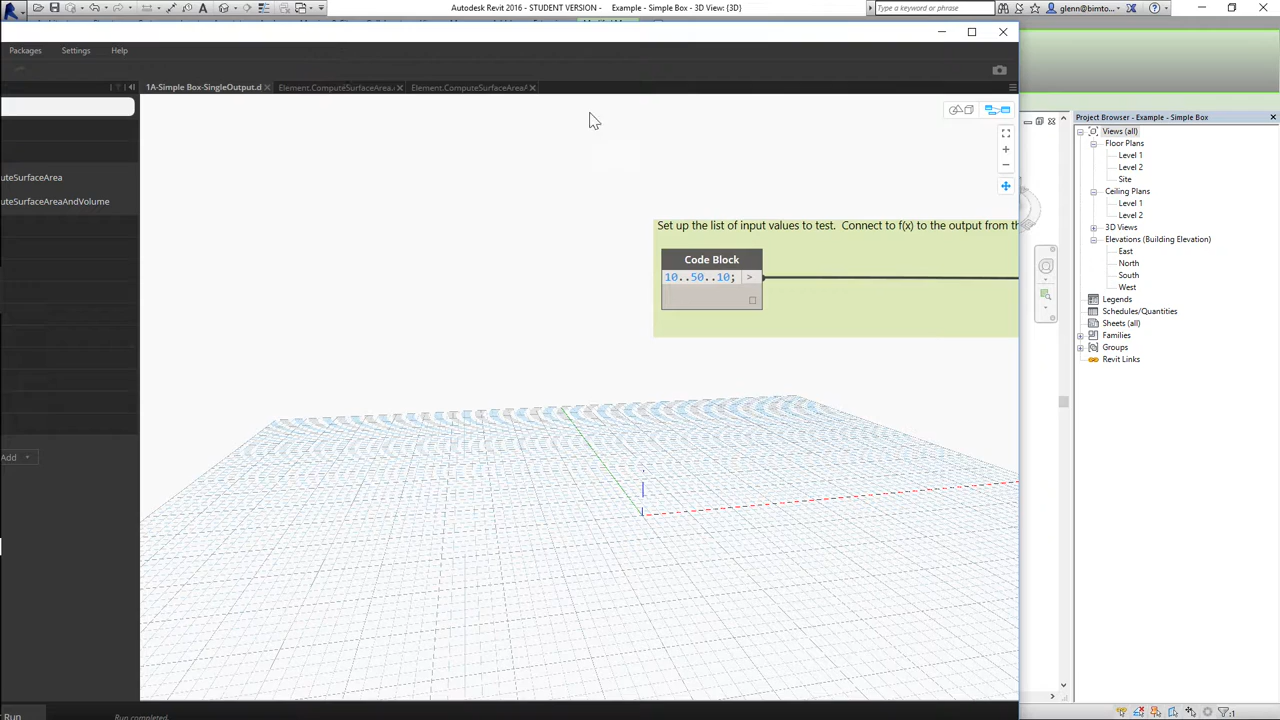 Autodesk Revit 2016 - STUDENT VERSION - Example - Simple Box - 3D View: {3D}
Type a keyword or phrase
glenn@bimto...
Packages Settings Help
1A-Simple Box-SingleOutput.d
Element.ComputeSurfaceArea.
Element.ComputeSurfaceArea
uteSurfaceArea
uteSurfaceAreaAndVolume
Add
Set up the list of input values to test. Connect to f(x) to the output from th
Code Block
10..50..10; >
Run
Run completed.
Project Browser - Example - Simple Box
Views (all)
Floor Plans
Level 1
Level 2
Site
Ceiling Plans
Level 1
Level 2
3D Views
Elevations (Building Elevation)
East
North
South
West
Legends
Schedules/Quantities
Sheets (all)
Families
Groups
Revit Links
:1